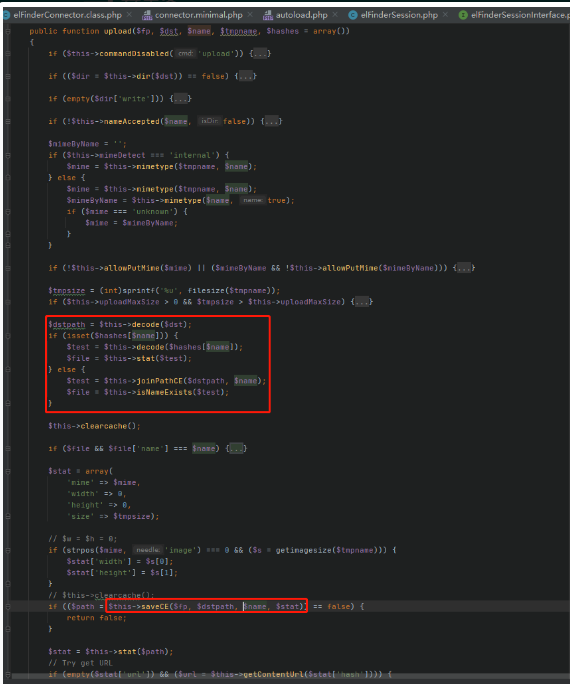 elFinderConnector.class.php × connector.minimal.php × autoload.php × elFinderSession.php × elFinderSessionInterface.p
public function upload($fp, $dst, $name, $tmpname, $hashes = array())
{
if ($this->commandDisabled( cmd: 'upload')) {...}
if (($dir = $this->dir($dst)) == false) {...}
if (empty($dir['write'])) {...}
if (!$this->nameAccepted($name, isDir: false)) {...}
$mimeByName = '';
if ($this->mimeDetect === 'internal') {
$mime = $this->mimetype($tmpname, $name);
} else {
$mime = $this->mimetype($tmpname, $name);
$mimeByName = $this->mimetype($name, name: true);
if ($mime === 'unknown') {
$mime = $mimeByName;
}
}
if (!$this->allowPutMime($mime) || ($mimeByName && !$this->allowPutMime($mimeByName))) {...}
$tmpsize = (int)sprintf('%u', filesize($tmpname));
if ($this->uploadMaxSize > 0 && $tmpsize > $this->uploadMaxSize) {...}
$dstpath = $this->decode($dst);
if (isset($hashes[$name])) {
$test = $this->decode($hashes[$name]);
$file = $this->stat($test);
} else {
$test = $this->joinPathCE($dstpath, $name);
$file = $this->isNameExists($test);
}
$this->clearcache();
if ($file && $file['name'] === $name) {...}
$stat = array(
'mime' => $mime,
'width' => 0,
'height' => 0,
'size' => $tmpsize);
// $w = $h = 0;
if (strpos($mime, needle: 'image') === 0 && ($s = getimagesize($tmpname))) {
$stat['width'] = $s[0];
$stat['height'] = $s[1];
}
// $this->clearcache();
if (($path = $this->saveCE($fp, $dstpath, $name, $stat)) == false) {
return false;
}
$stat = $this->stat($path);
// Try get URL
if (empty($stat['url']) && ($url = $this->getContentUrl($stat['hash']))) {